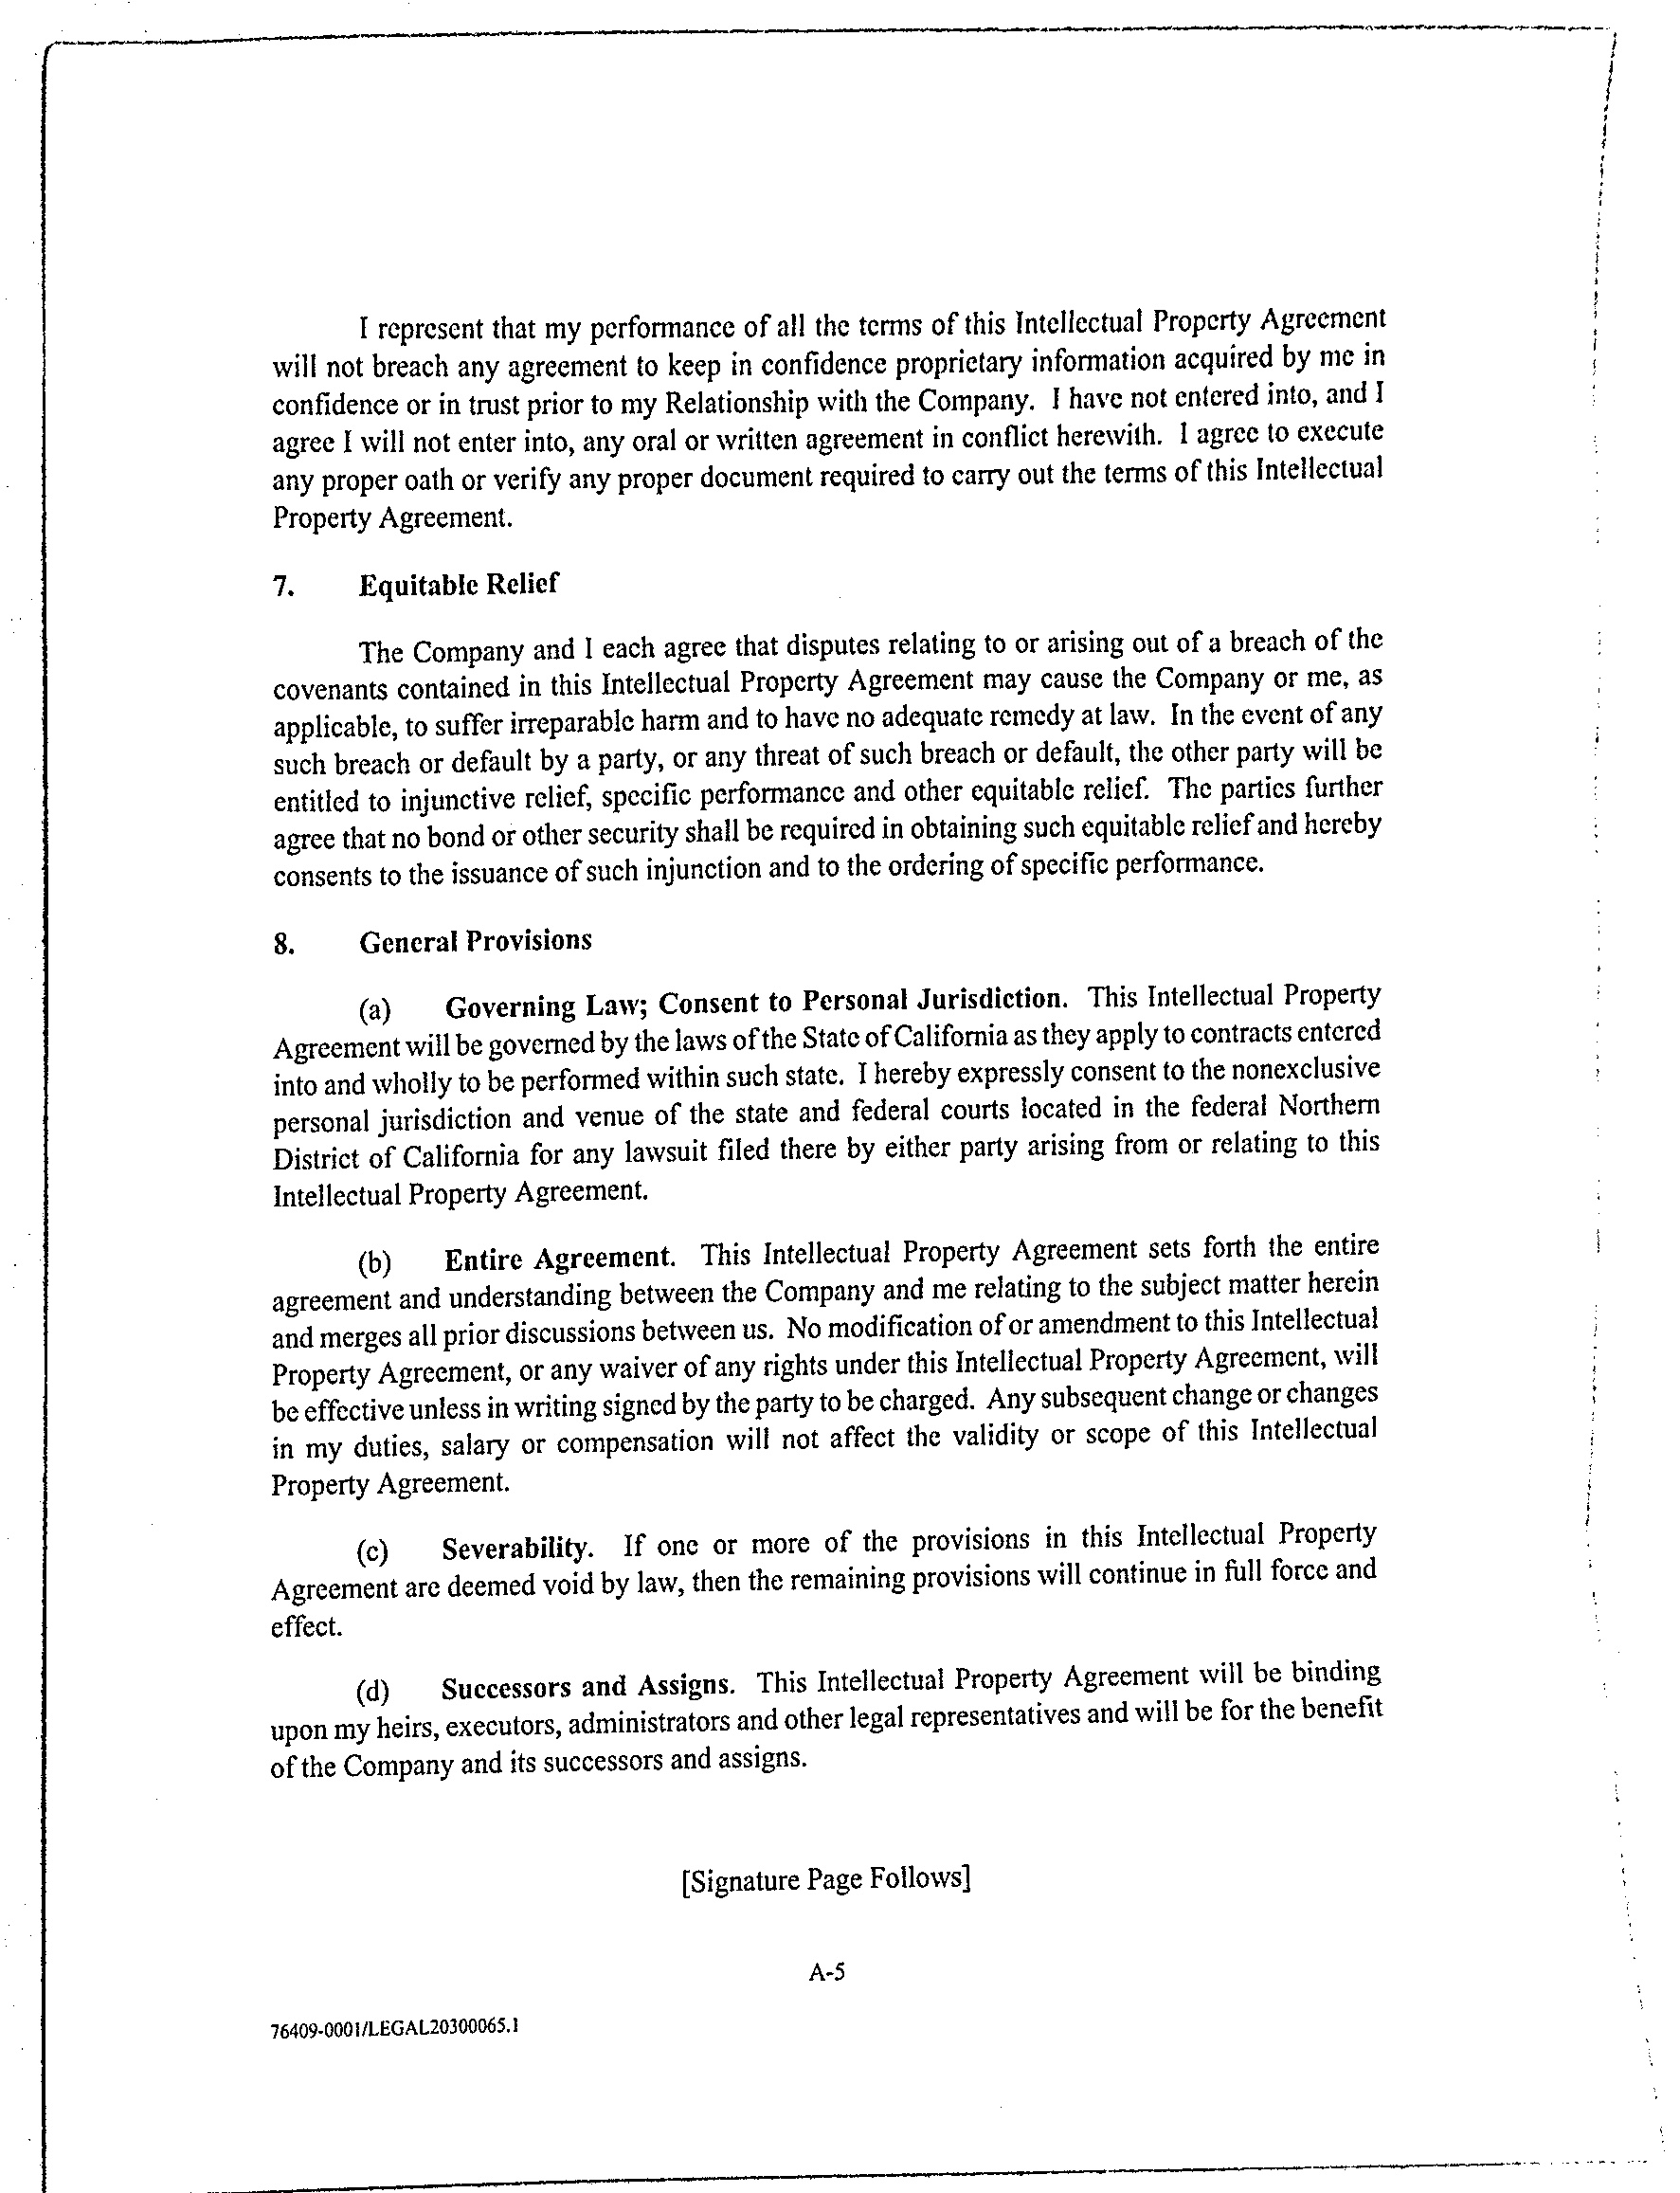 I represent that my performance of all the terms of this Intellectual Property Agreement
will not breach any agreement to keep in confidence proprietary information acquired by me in
confidence or in trust prior to my Relationship with the Company. I have not entered into, and I
agree I will not enter into, any oral or written agreement in conflict herewith. I agree to execute
any proper oath or verify any proper document required to carry out the terms of this Intellectual
Property Agreement.
7. Equitable Relief
The Company and I each agree that disputes relating to or arising out of a breach of the
covenants contained in this Intellectual Property Agreement may cause the Company or me, as
applicable, to suffer irreparable harm and to have no adequate remedy at law. In the event of any
such breach or default by a party, or any threat of such breach or default, the other party will be
entitled to injunctive relief, specific performance and other equitable relief. The parties further
agree that no bond or other security shall be required in obtaining such equitable relief and hereby
consents to the issuance of such injunction and to the ordering of specific performance.
8. General Provisions
(a) Governing Law; Consent to Personal Jurisdiction. This Intellectual Property
Agreement will be governed by the laws of the State of California as they apply to contracts entered
into and wholly to be performed within such state. I hereby expressly consent to the nonexclusive
personal jurisdiction and venue of the state and federal courts located in the federal Northern
District of California for any lawsuit filed there by either party arising from or relating to this
Intellectual Property Agreement.
(b) Entire Agreement. This Intellectual Property Agreement sets forth the entire
agreement and understanding between the Company and me relating to the subject matter herein
and merges all prior discussions between us. No modification of or amendment to this Intellectual
Property Agreement, or any waiver of any rights under this Intellectual Property Agreement, will
be effective unless in writing signed by the party to be charged. Any subsequent change or changes
in my duties, salary or compensation will not affect the validity or scope of this Intellectual
Property Agreement.
(c) Severability. If one or more of the provisions in this Intellectual Property
Agreement are deemed void by law, then the remaining provisions will continue in full force and
effect.
(d) Successors and Assigns. This Intellectual Property Agreement will be binding
upon my heirs, executors, administrators and other legal representatives and will be for the benefit
of the Company and its successors and assigns.
[Signature Page Follows]
A-5
76409-0001/LEGAL20300065.1